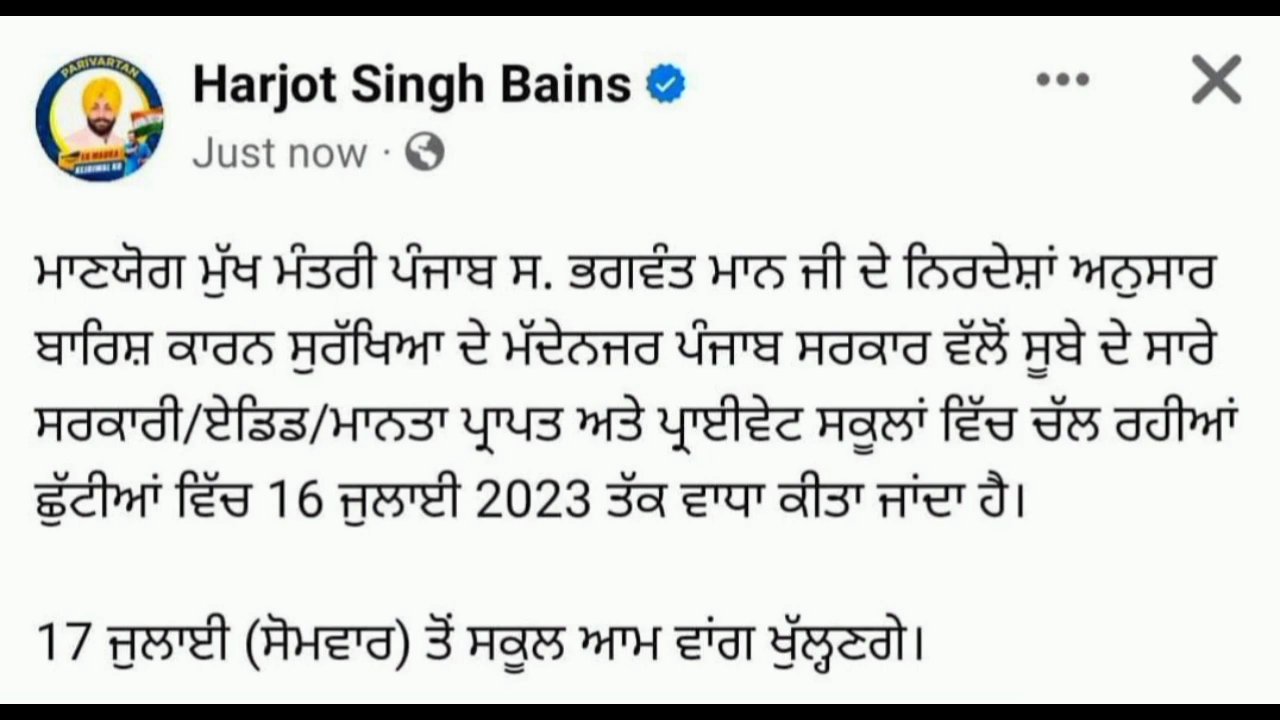 PARIVARTAN
Harjot Singh Bains
Just now ·
ਮਾਣਯੋਗ ਮੁੱਖ ਮੰਤਰੀ ਪੰਜਾਬ ਸ. ਭਗਵੰਤ ਮਾਨ ਜੀ ਦੇ ਨਿਰਦੇਸ਼ਾਂ ਅਨੁਸਾਰ
ਬਾਰਿਸ਼ ਕਾਰਨ ਸੁਰੱਖਿਆ ਦੇ ਮੱਦੇਨਜਰ ਪੰਜਾਬ ਸਰਕਾਰ ਵੱਲੋਂ ਸੂਬੇ ਦੇ ਸਾਰੇ
ਸਰਕਾਰੀ/ਏਡਿਡ/ਮਾਨਤਾ ਪ੍ਰਾਪਤ ਅਤੇ ਪ੍ਰਾਈਵੇਟ ਸਕੂਲਾਂ ਵਿੱਚ ਚੱਲ ਰਹੀਆਂ
ਛੁੱਟੀਆਂ ਵਿੱਚ 16 ਜੁਲਾਈ 2023 ਤੱਕ ਵਾਧਾ ਕੀਤਾ ਜਾਂਦਾ ਹੈ।
17 ਜੁਲਾਈ (ਸੋਮਵਾਰ) ਤੋਂ ਸਕੂਲ ਆਮ ਵਾਂਗ ਖੁੱਲ੍ਹਣਗੇ।